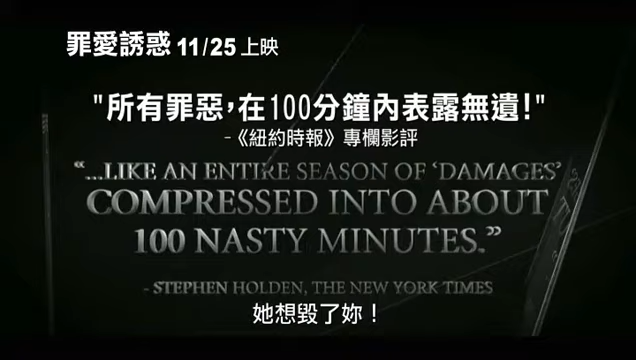 罪愛誘惑 11/25 上映
"所有罪惡，在100分鐘內表露無遺！"
-《紐約時報》專欄影評
“...LIKE AN ENTIRE SEASON OF ‘DAMAGES’
COMPRESSED INTO ABOUT
100 NASTY MINUTES.”
- STEPHEN HOLDEN, THE NEW YORK TIMES
她想毀了妳！